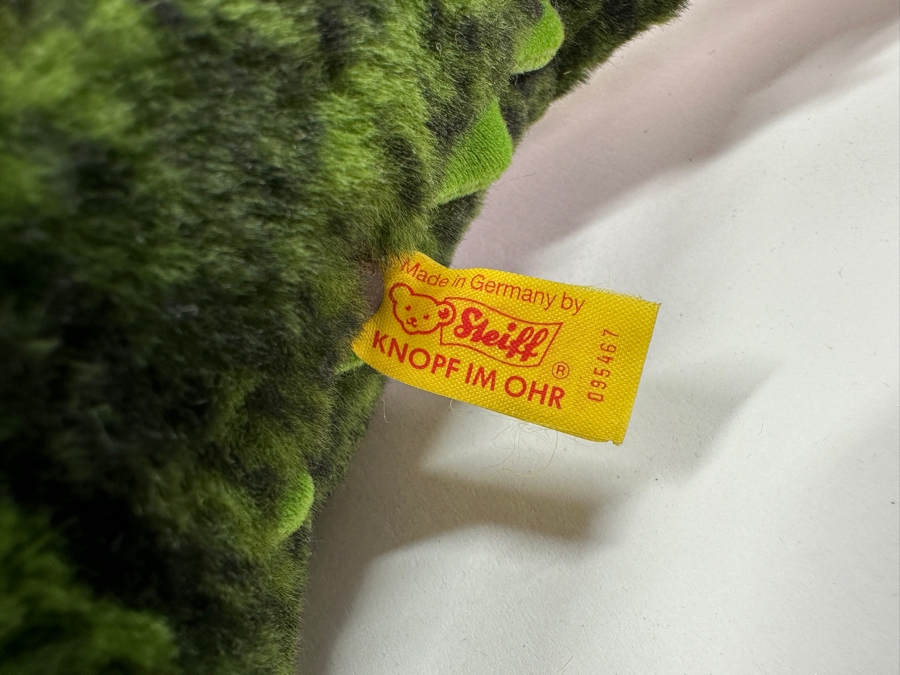 Made in Germany by
Steiff
KNOPF IM OHR ®
095467